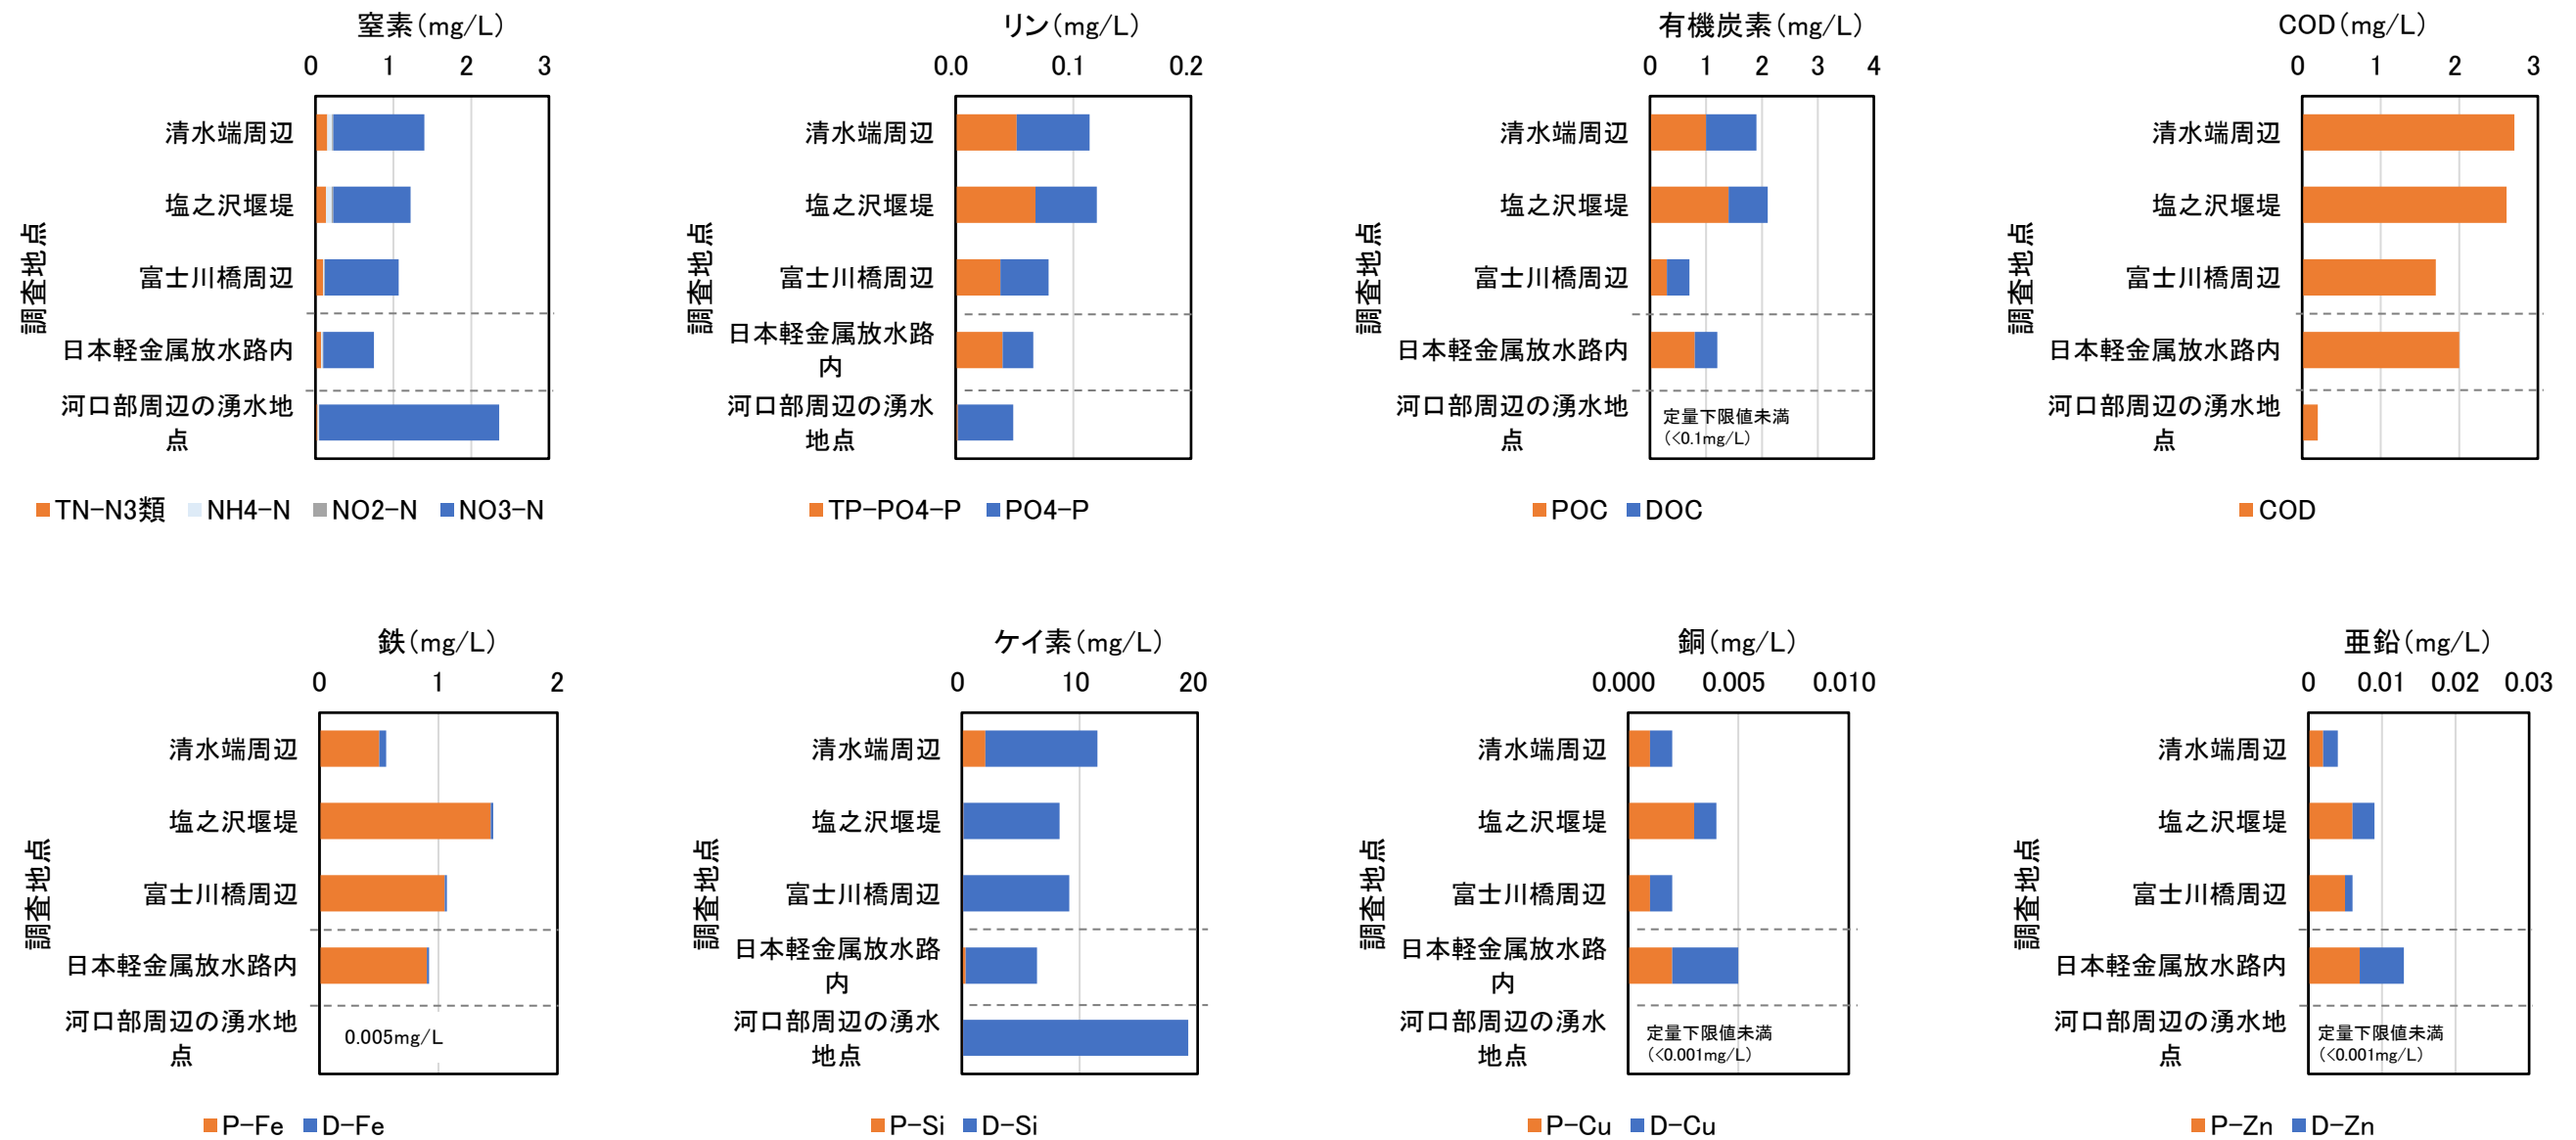 窒素(mg/L)
0 1 2 3
清水端周辺
塩之沢堰堤
富士川橋周辺
日本軽金属放水路内
河口部周辺の湧水地
点
調査地点
TN-N3類 NH4-N NO2-N NO3-N
リン(mg/L)
0.0 0.1 0.2
清水端周辺
塩之沢堰堤
富士川橋周辺
日本軽金属放水路
内
河口部周辺の湧水
地点
調査地点
TP-PO4-P PO4-P
有機炭素(mg/L)
0 1 2 3 4
清水端周辺
塩之沢堰堤
富士川橋周辺
日本軽金属放水路内
河口部周辺の湧水地
点
定量下限値未満
(<0.1mg/L)
調査地点
POC DOC
COD(mg/L)
0 1 2 3
清水端周辺
塩之沢堰堤
富士川橋周辺
日本軽金属放水路内
河口部周辺の湧水地
点
調査地点
COD
鉄(mg/L)
0 1 2
清水端周辺
塩之沢堰堤
富士川橋周辺
日本軽金属放水路内
河口部周辺の湧水地
点
0.005mg/L
調査地点
P-Fe D-Fe
ケイ素(mg/L)
0 10 20
清水端周辺
塩之沢堰堤
富士川橋周辺
日本軽金属放水路
内
河口部周辺の湧水
地点
調査地点
P-Si D-Si
銅(mg/L)
0.000 0.005 0.010
清水端周辺
塩之沢堰堤
富士川橋周辺
日本軽金属放水路
内
河口部周辺の湧水
地点
定量下限値未満
(<0.001mg/L)
調査地点
P-Cu D-Cu
亜鉛(mg/L)
0 0.01 0.02 0.03
清水端周辺
塩之沢堰堤
富士川橋周辺
日本軽金属放水路内
河口部周辺の湧水地
点
定量下限値未満
(<0.001mg/L)
調査地点
P-Zn D-Zn